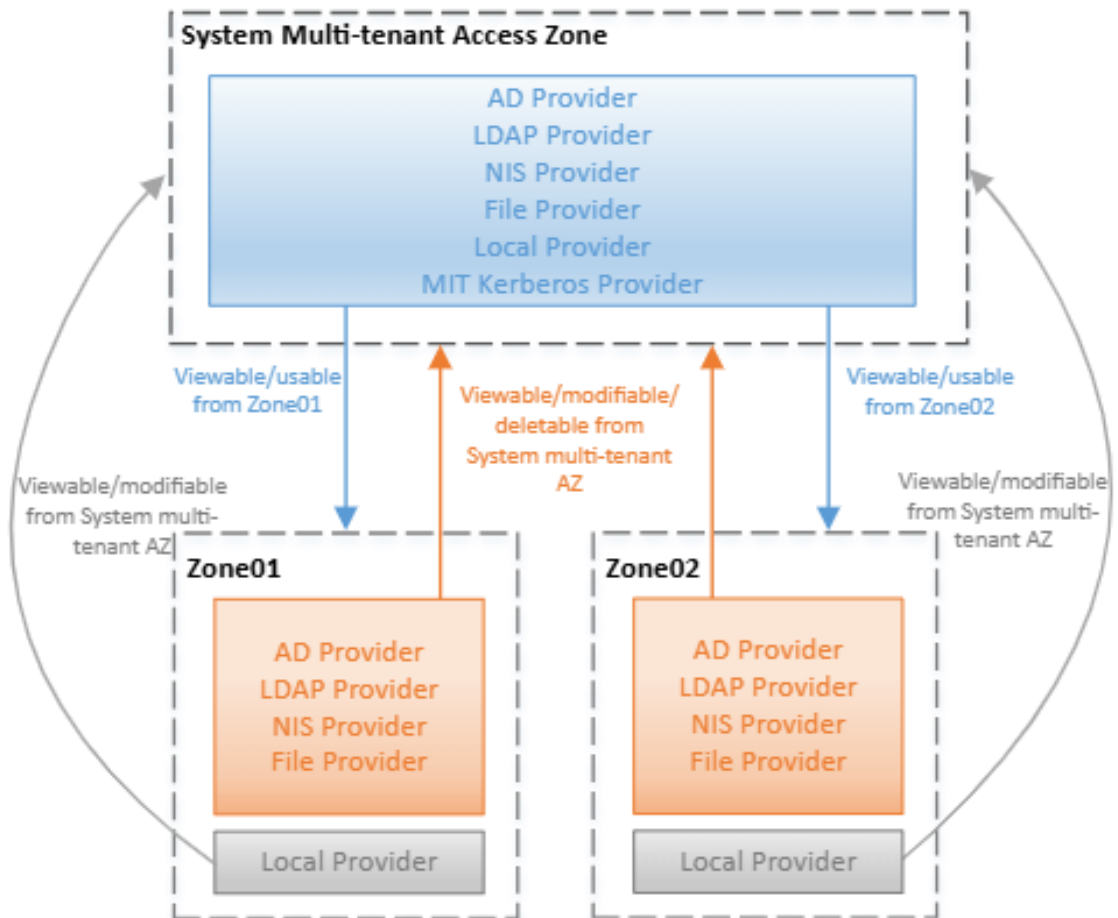 System Multi-tenant Access Zone
AD Provider
LDAP Provider
NIS Provider
File Provider
Local Provider
MIT Kerberos Provider
Viewable/usable
from Zone01
Viewable/modifiable/
deletable from
System multi-tenant
AZ
Viewable/usable
from Zone02
Viewable/modifiable
from System multi-
tenant AZ
Viewable/modifiable
from System multi-
tenant AZ
Zone01
AD Provider
LDAP Provider
NIS Provider
File Provider
Local Provider
Zone02
AD Provider
LDAP Provider
NIS Provider
File Provider
Local Provider